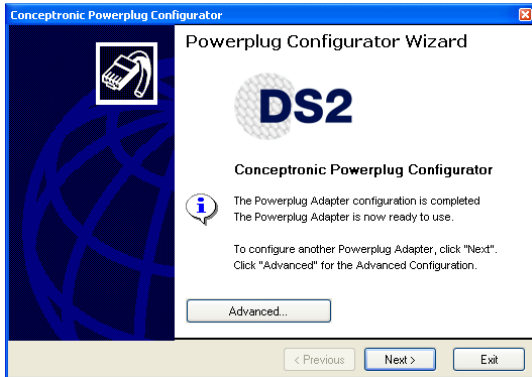 Conceptronic Powerplug Configurator
Powerplug Configurator Wizard
DS2
Conceptronic Powerplug Configurator
The Powerplug Adapter configuration is completed
The Powerplug Adapter is now ready to use.
To configure another Powerplug Adapter, click "Next".
Click "Advanced" for the Advanced Configuration.
Advanced...
< Previous
Next >
Exit